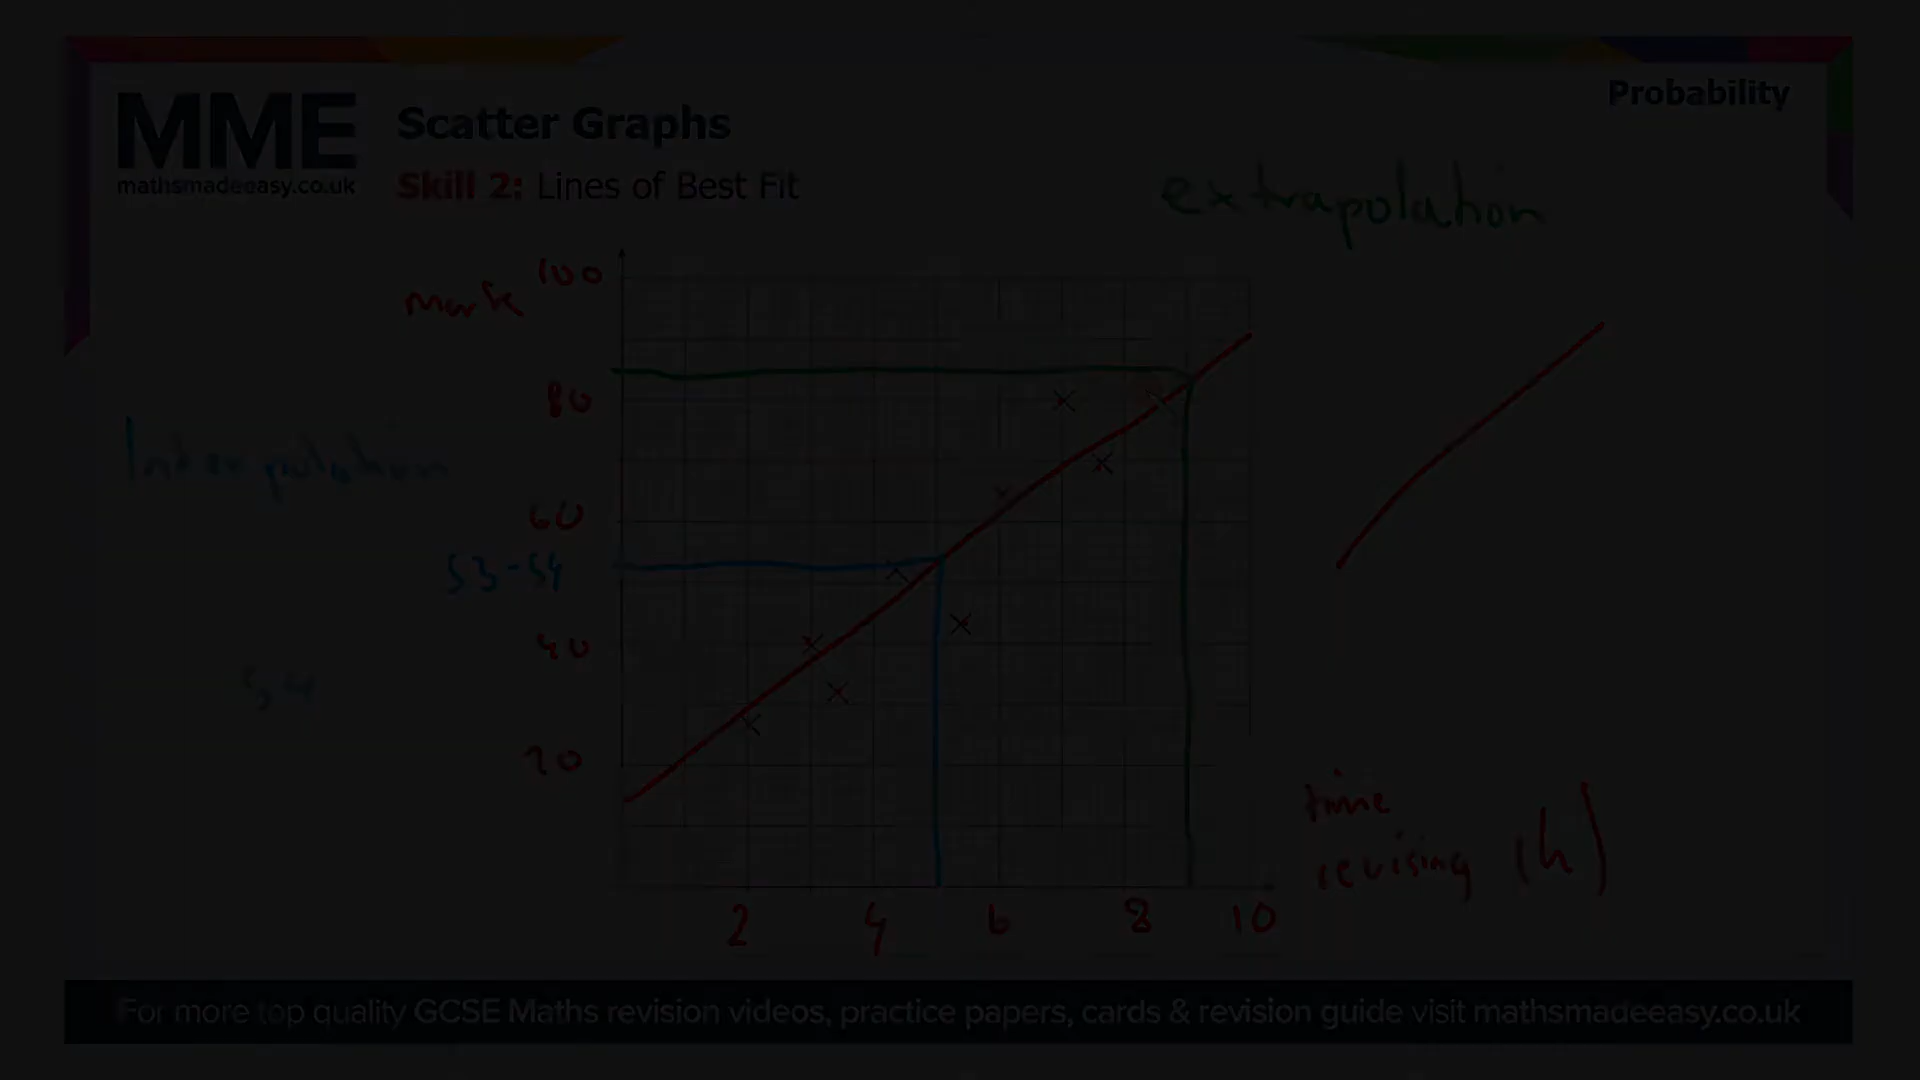 MME
mathsmadeeasy.co.uk
Scatter Graphs
Skill 2: Lines of Best Fit
Probability
extrapolation
mark
100
80
Interpolation
60
53-54
40
54
20
time
revising (h)
2 4 6 8 10
For more top quality GCSE Maths revision videos, practice papers, cards & revision guide visit mathsmadeeasy.co.uk